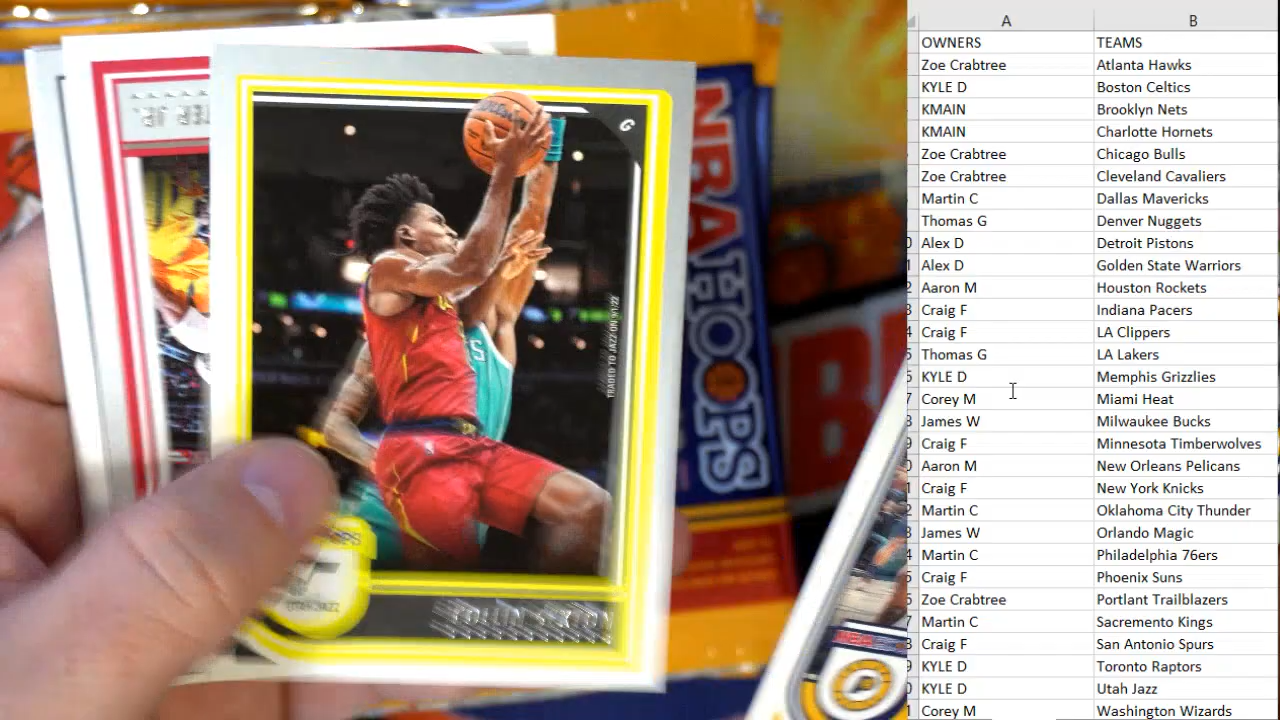 G
TRADED TO JAZZ ON 9/1/22
UTAH JAZZ
COLLIN SEXTON
NBA HOOPS
A B
OWNERS TEAMS
Zoe Crabtree Atlanta Hawks
KYLE D Boston Celtics
KMAIN Brooklyn Nets
KMAIN Charlotte Hornets
Zoe Crabtree Chicago Bulls
Zoe Crabtree Cleveland Cavaliers
Martin C Dallas Mavericks
Thomas G Denver Nuggets
Alex D Detroit Pistons
Alex D Golden State Warriors
Aaron M Houston Rockets
Craig F Indiana Pacers
Craig F LA Clippers
Thomas G LA Lakers
KYLE D Memphis Grizzlies
Corey M Miami Heat
James W Milwaukee Bucks
Craig F Minnesota Timberwolves
Aaron M New Orleans Pelicans
Craig F New York Knicks
Martin C Oklahoma City Thunder
James W Orlando Magic
Martin C Philadelphia 76ers
Craig F Phoenix Suns
Zoe Crabtree Portlant Trailblazers
Martin C Sacremento Kings
Craig F San Antonio Spurs
KYLE D Toronto Raptors
KYLE D Utah Jazz
Corey M Washington Wizards